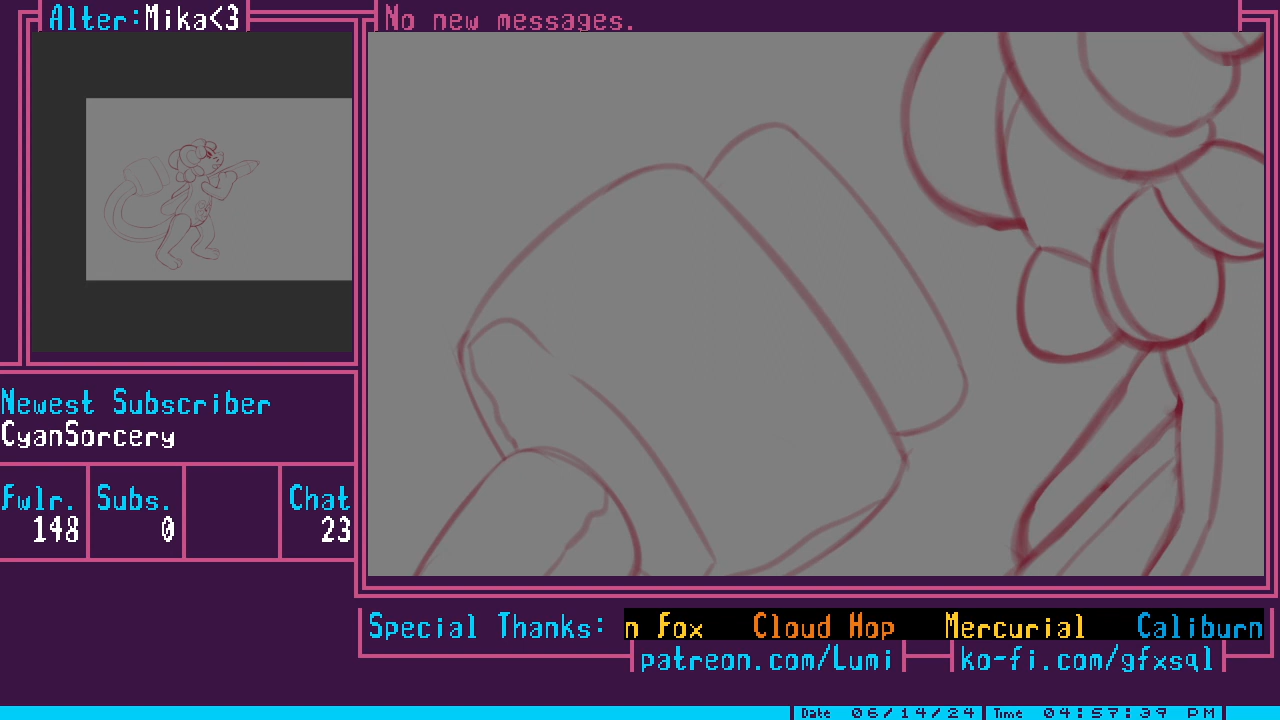 Alter:Mika<3
No new messages.
Newest Subscriber
CyanSorcery
Fwlr. Subs. Chat
148 0 23
Special Thanks: n Fox Cloud Hop Mercurial Caliburn
patreon.com/Lumi ko-fi.com/gfxsql
Date 06/14/24 Time 04:57:39 PM